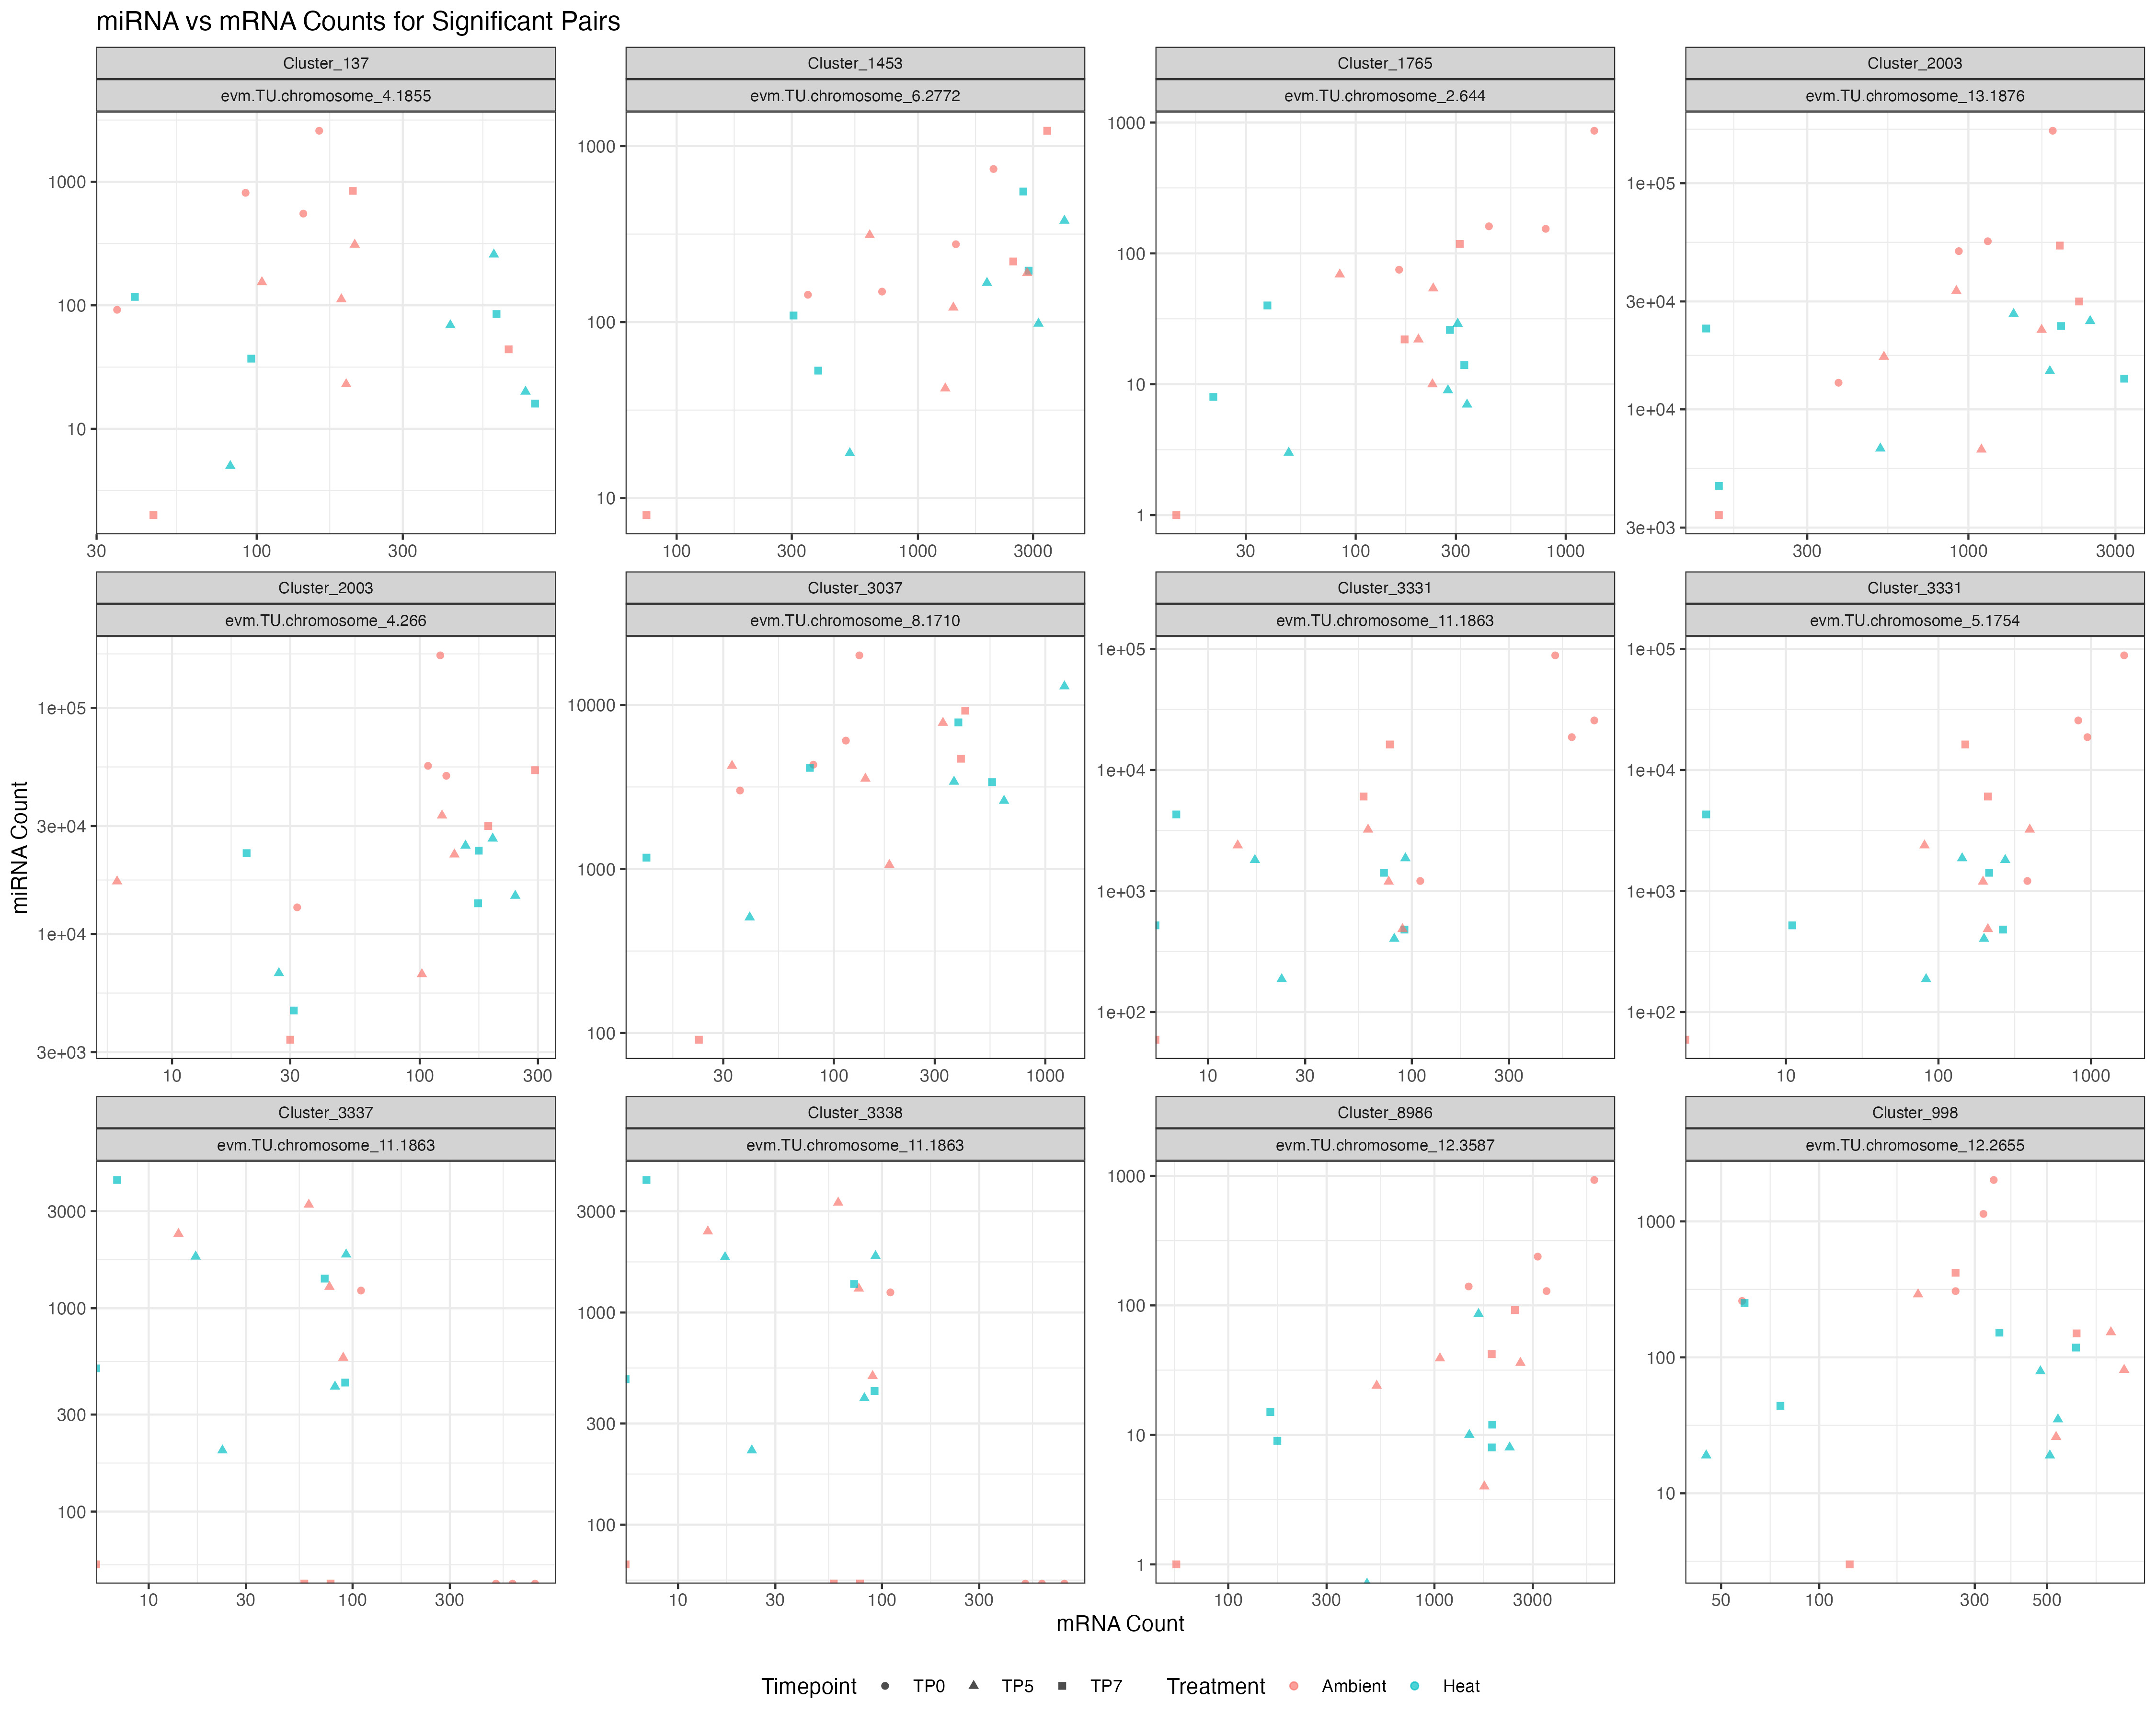 miRNA vs mRNA Counts for Significant Pairs
Cluster_137 Cluster_1453 Cluster_1765 Cluster_2003
evm.TU.chromosome_4.1855 evm.TU.chromosome_6.2772 evm.TU.chromosome_2.644 evm.TU.chromosome_13.1876
1000
100
10
30 100 300
1000
100
10
100 300 1000 3000
1000
100
10
1
30 100 300 1000
1e+05
3e+04
1e+04
3e+03
300 1000 3000
Cluster_2003 Cluster_3037 Cluster_3331 Cluster_3331
evm.TU.chromosome_4.266 evm.TU.chromosome_8.1710 evm.TU.chromosome_11.1863 evm.TU.chromosome_5.1754
miRNA Count
1e+05
3e+04
1e+04
3e+03
10 30 100 300
10000
1000
100
30 100 300 1000
1e+05
1e+04
1e+03
1e+02
10 30 100 300
1e+05
1e+04
1e+03
1e+02
10 100 1000
Cluster_3337 Cluster_3338 Cluster_8986 Cluster_998
evm.TU.chromosome_11.1863 evm.TU.chromosome_11.1863 evm.TU.chromosome_12.3587 evm.TU.chromosome_12.2655
3000
1000
300
100
10 30 100 300
3000
1000
300
100
10 30 100 300
1000
100
10
1
100 300 1000 3000
1000
100
10
50 100 300 500
mRNA Count
Timepoint TP0 TP5 TP7 Treatment Ambient Heat